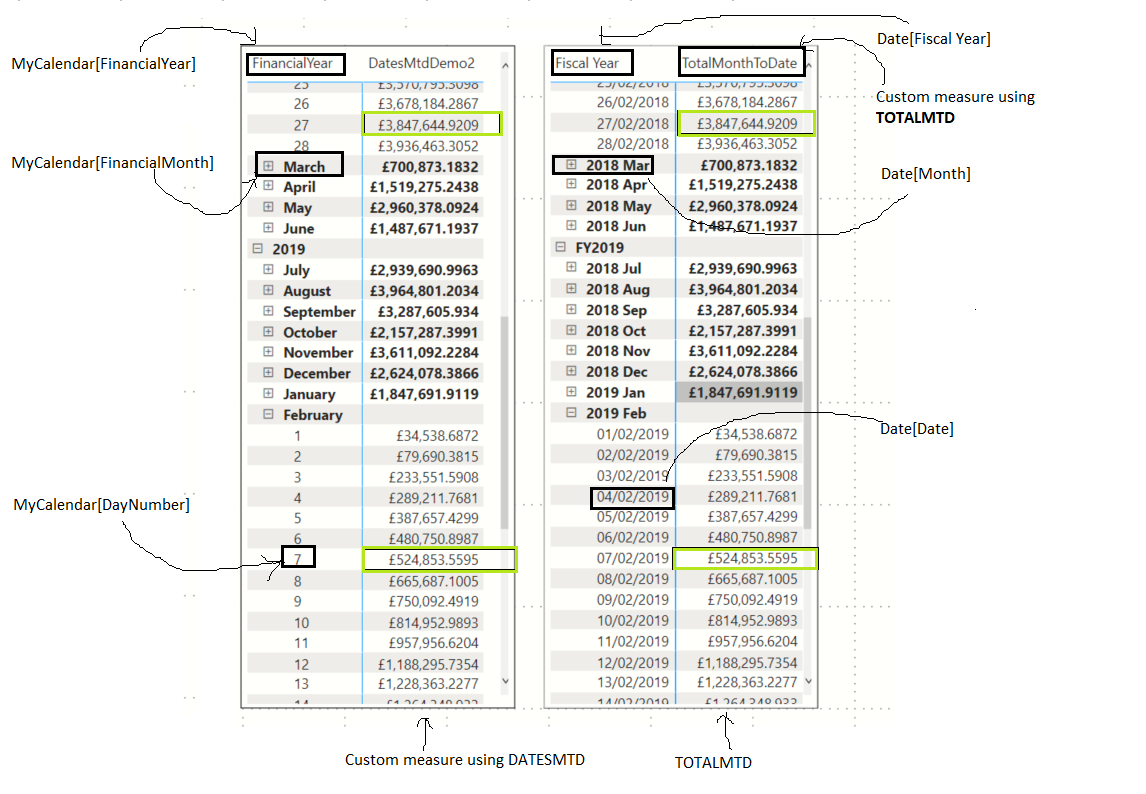 MyCalendar[FinancialYear]
MyCalendar[FinancialMonth]
MyCalendar[DayNumber]
FinancialYear DatesMtdDemo2
26 £3,678,184.2867
27 £3,847,644.9209
28 £3,936,463.3052
March £700,873.1832
April £1,519,275.2438
May £2,960,378.0924
June £1,487,671.1937
2019
July £2,939,690.9963
August £3,964,801.2034
September £3,287,605.934
October £2,157,287.3991
November £3,611,092.2284
December £2,624,078.3866
January £1,847,691.9119
February
1 £34,538.6872
2 £79,690.3815
3 £233,551.5908
4 £289,211.7681
5 £387,657.4299
6 £480,750.8987
7 £524,853.5595
8 £665,687.1005
9 £750,092.4919
10 £814,952.9893
11 £957,956.6204
12 £1,188,295.7354
13 £1,228,363.2277
Custom measure using DATESMTD
Fiscal Year TotalMonthToDate
26/02/2018 £3,678,184.2867
27/02/2018 £3,847,644.9209
28/02/2018 £3,936,463.3052
2018 Mar £700,873.1832
2018 Apr £1,519,275.2438
2018 May £2,960,378.0924
2018 Jun £1,487,671.1937
FY2019
2018 Jul £2,939,690.9963
2018 Aug £3,964,801.2034
2018 Sep £3,287,605.934
2018 Oct £2,157,287.3991
2018 Nov £3,611,092.2284
2018 Dec £2,624,078.3866
2019 Jan £1,847,691.9119
2019 Feb
01/02/2019 £34,538.6872
02/02/2019 £79,690.3815
03/02/2019 £233,551.5908
04/02/2019 £289,211.7681
05/02/2019 £387,657.4299
06/02/2019 £480,750.8987
07/02/2019 £524,853.5595
08/02/2019 £665,687.1005
09/02/2019 £750,092.4919
10/02/2019 £814,952.9893
11/02/2019 £957,956.6204
12/02/2019 £1,188,295.7354
13/02/2019 £1,228,363.2277
TOTALMTD
Date[Fiscal Year]
Custom measure using
TOTALMTD
Date[Month]
Date[Date]